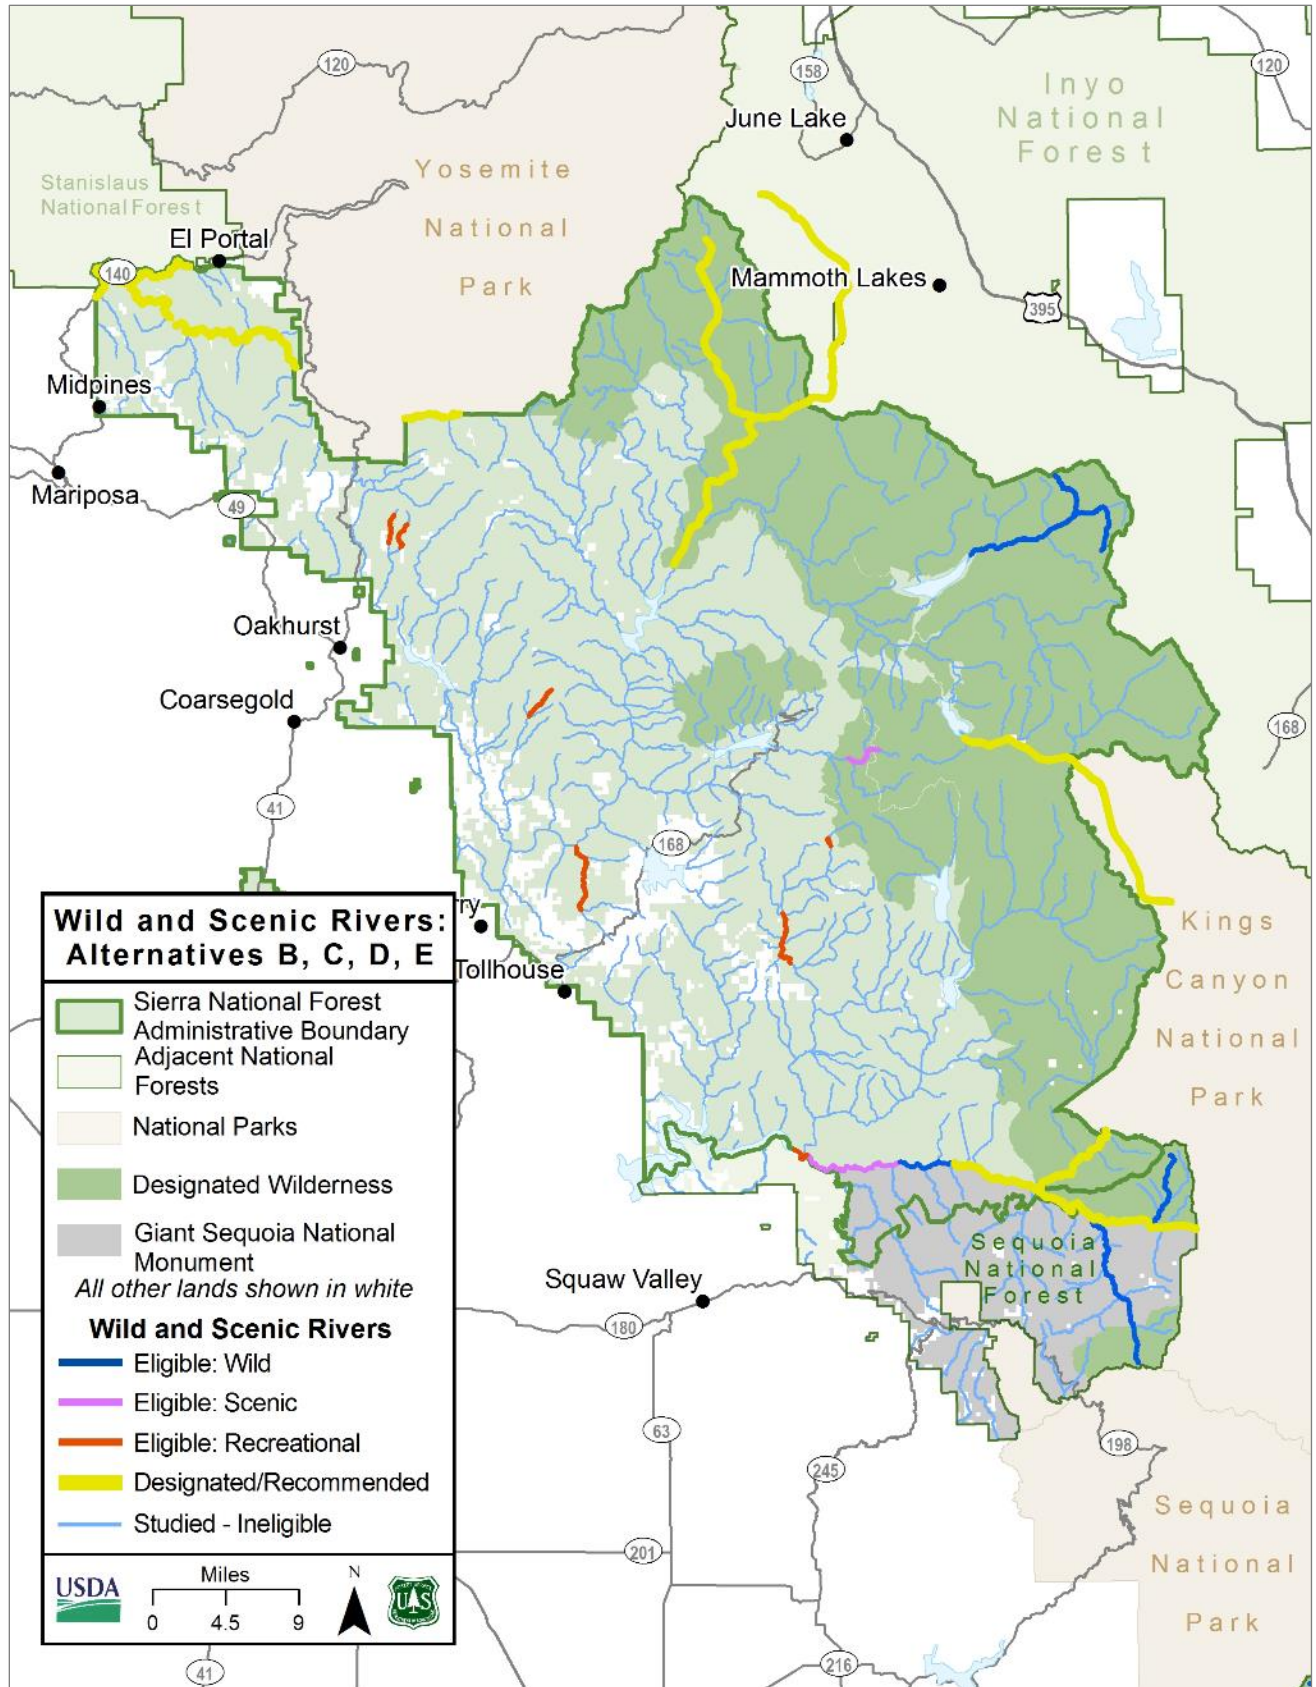 120
158
120
Inyo
National
Forest
June Lake
Yosemite
National
Park
Stanislaus
National Forest
El Portal
140
Mammoth Lakes
395
Midpines
Mariposa
49
Oakhurst
Coarsegold
168
41
168
ry
Tollhouse
Kings
Canyon
National
Park
Sequoia
National
Forest
Squaw Valley
180
63
198
245
Sequoia
National
Park
201
216
41
Wild and Scenic Rivers:
Alternatives B, C, D, E
Sierra National Forest
Administrative Boundary
Adjacent National
Forests
National Parks
Designated Wilderness
Giant Sequoia National
Monument
All other lands shown in white
Wild and Scenic Rivers
Eligible: Wild
Eligible: Scenic
Eligible: Recreational
Designated/Recommended
Studied - Ineligible
USDA
Miles
0 4.5 9
N
U S